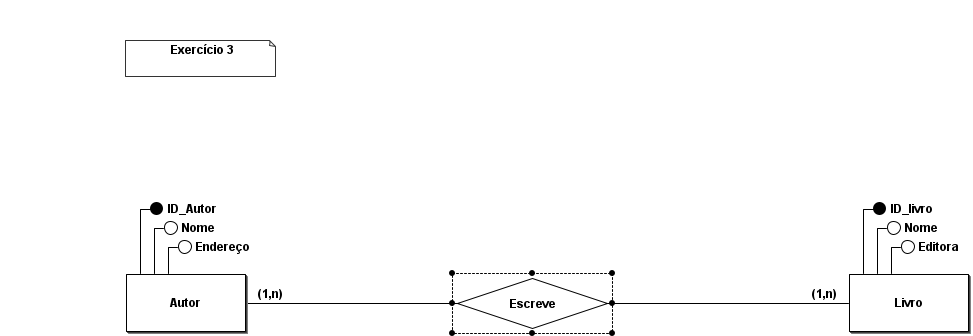 Exercício 3
ID_Autor
Nome
Endereço
ID_livro
Nome
Editora
(1,n)
(1,n)
Autor
Escreve
Livro